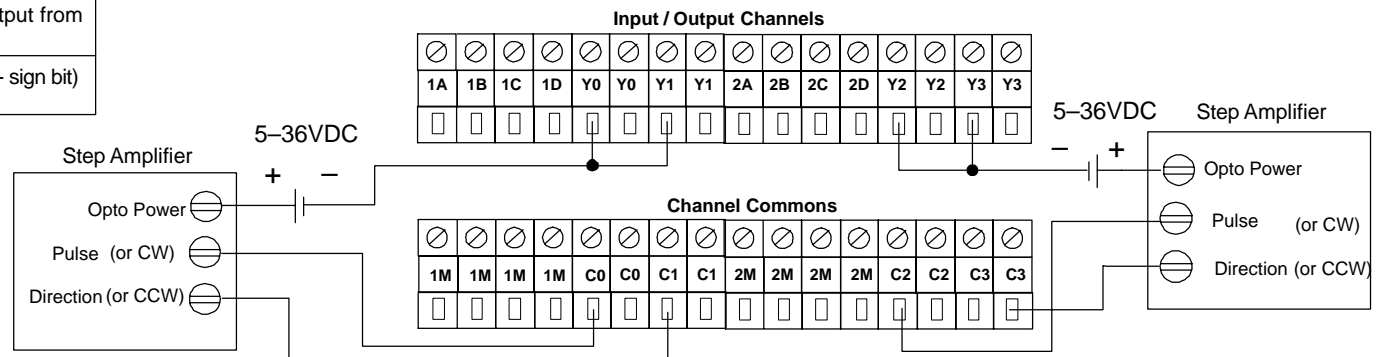 tput from
- sign bit)
Input / Output Channels
1A 1B 1C 1D Y0 Y0 Y1 Y1 2A 2B 2C 2D Y2 Y2 Y3 Y3
5–36VDC
+ –
Step Amplifier
Opto Power
Pulse (or CW)
Direction (or CCW)
5–36VDC
– +
Step Amplifier
Opto Power
Pulse (or CW)
Direction (or CCW)
Channel Commons
1M 1M 1M 1M C0 C0 C1 C1 2M 2M 2M 2M C2 C2 C3 C3